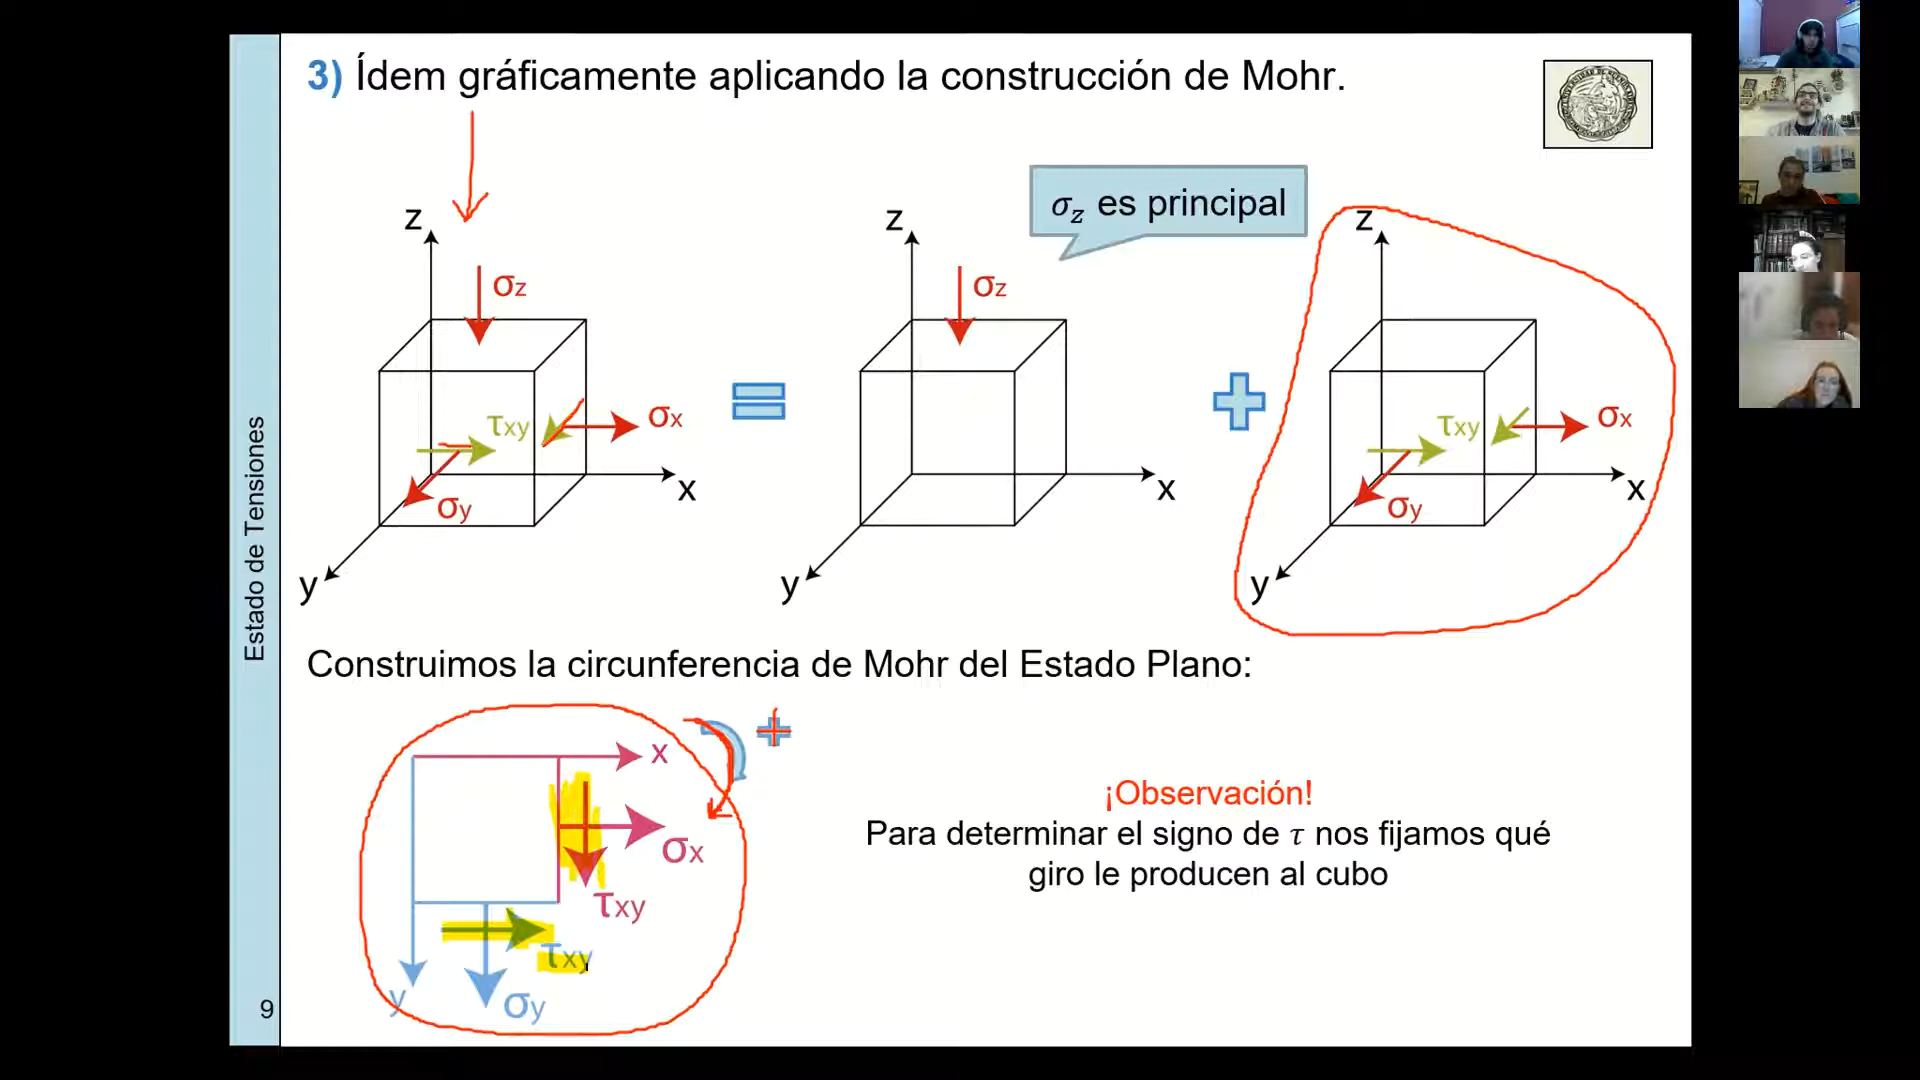 3) Ídem gráficamente aplicando la construcción de Mohr.
σz es principal
z
σz
τxy
σx
σy
x
y
z
σz
x
y
z
τxy
σx
σy
x
y
Estado de Tensiones
Construimos la circunferencia de Mohr del Estado Plano:
x
σx
τxy
τxy
y
σy
¡Observación!
Para determinar el signo de τ nos fijamos qué
giro le producen al cubo
9